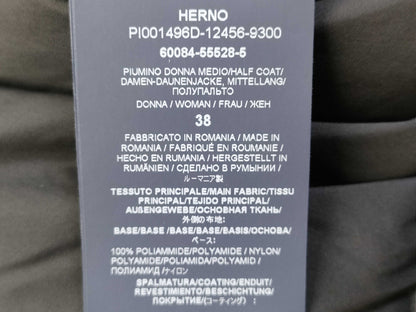 HERNO
PI001496D-12456-9300
60084-55528-5
PIUMINO DONNA MEDIO/HALF COAT/
DAMEN-DAUNENJACKE, MITTELLANG/
ПОЛУПАЛЬТО
DONNA / WOMAN / FRAU / ЖЕН
38
FABBRICATO IN ROMANIA / MADE IN
ROMANIA / FABRIQUÉ EN ROUMANIE /
HECHO EN RUMANIA / HERGESTELLT IN
RUMÄNIEN / СДЕЛАНО В РУМЫНИИ /
ルーマニア製
TESSUTO PRINCIPALE/MAIN FABRIC/TISSU
PRINCIPAL/TEJIDO PRINCIPAL/
AUßENGEWEBE/ОСНОВНАЯ ТКАНЬ/
外側の布地:
BASE/BASE /BASE/BASE/BASIS/ОСНОВА/
ベース:
100% POLIAMMIDE/POLYAMIDE / NYLON/
POLYAMIDE/POLIAMIDA/POLYAMID /
ПОЛИАМИД /ナイロン
SPALMATURA/COATING/ENDUIT/
REVESTIMIENTO/BESCHICHTUNG/
ПОКРЫТИЕ/(コーティング) :